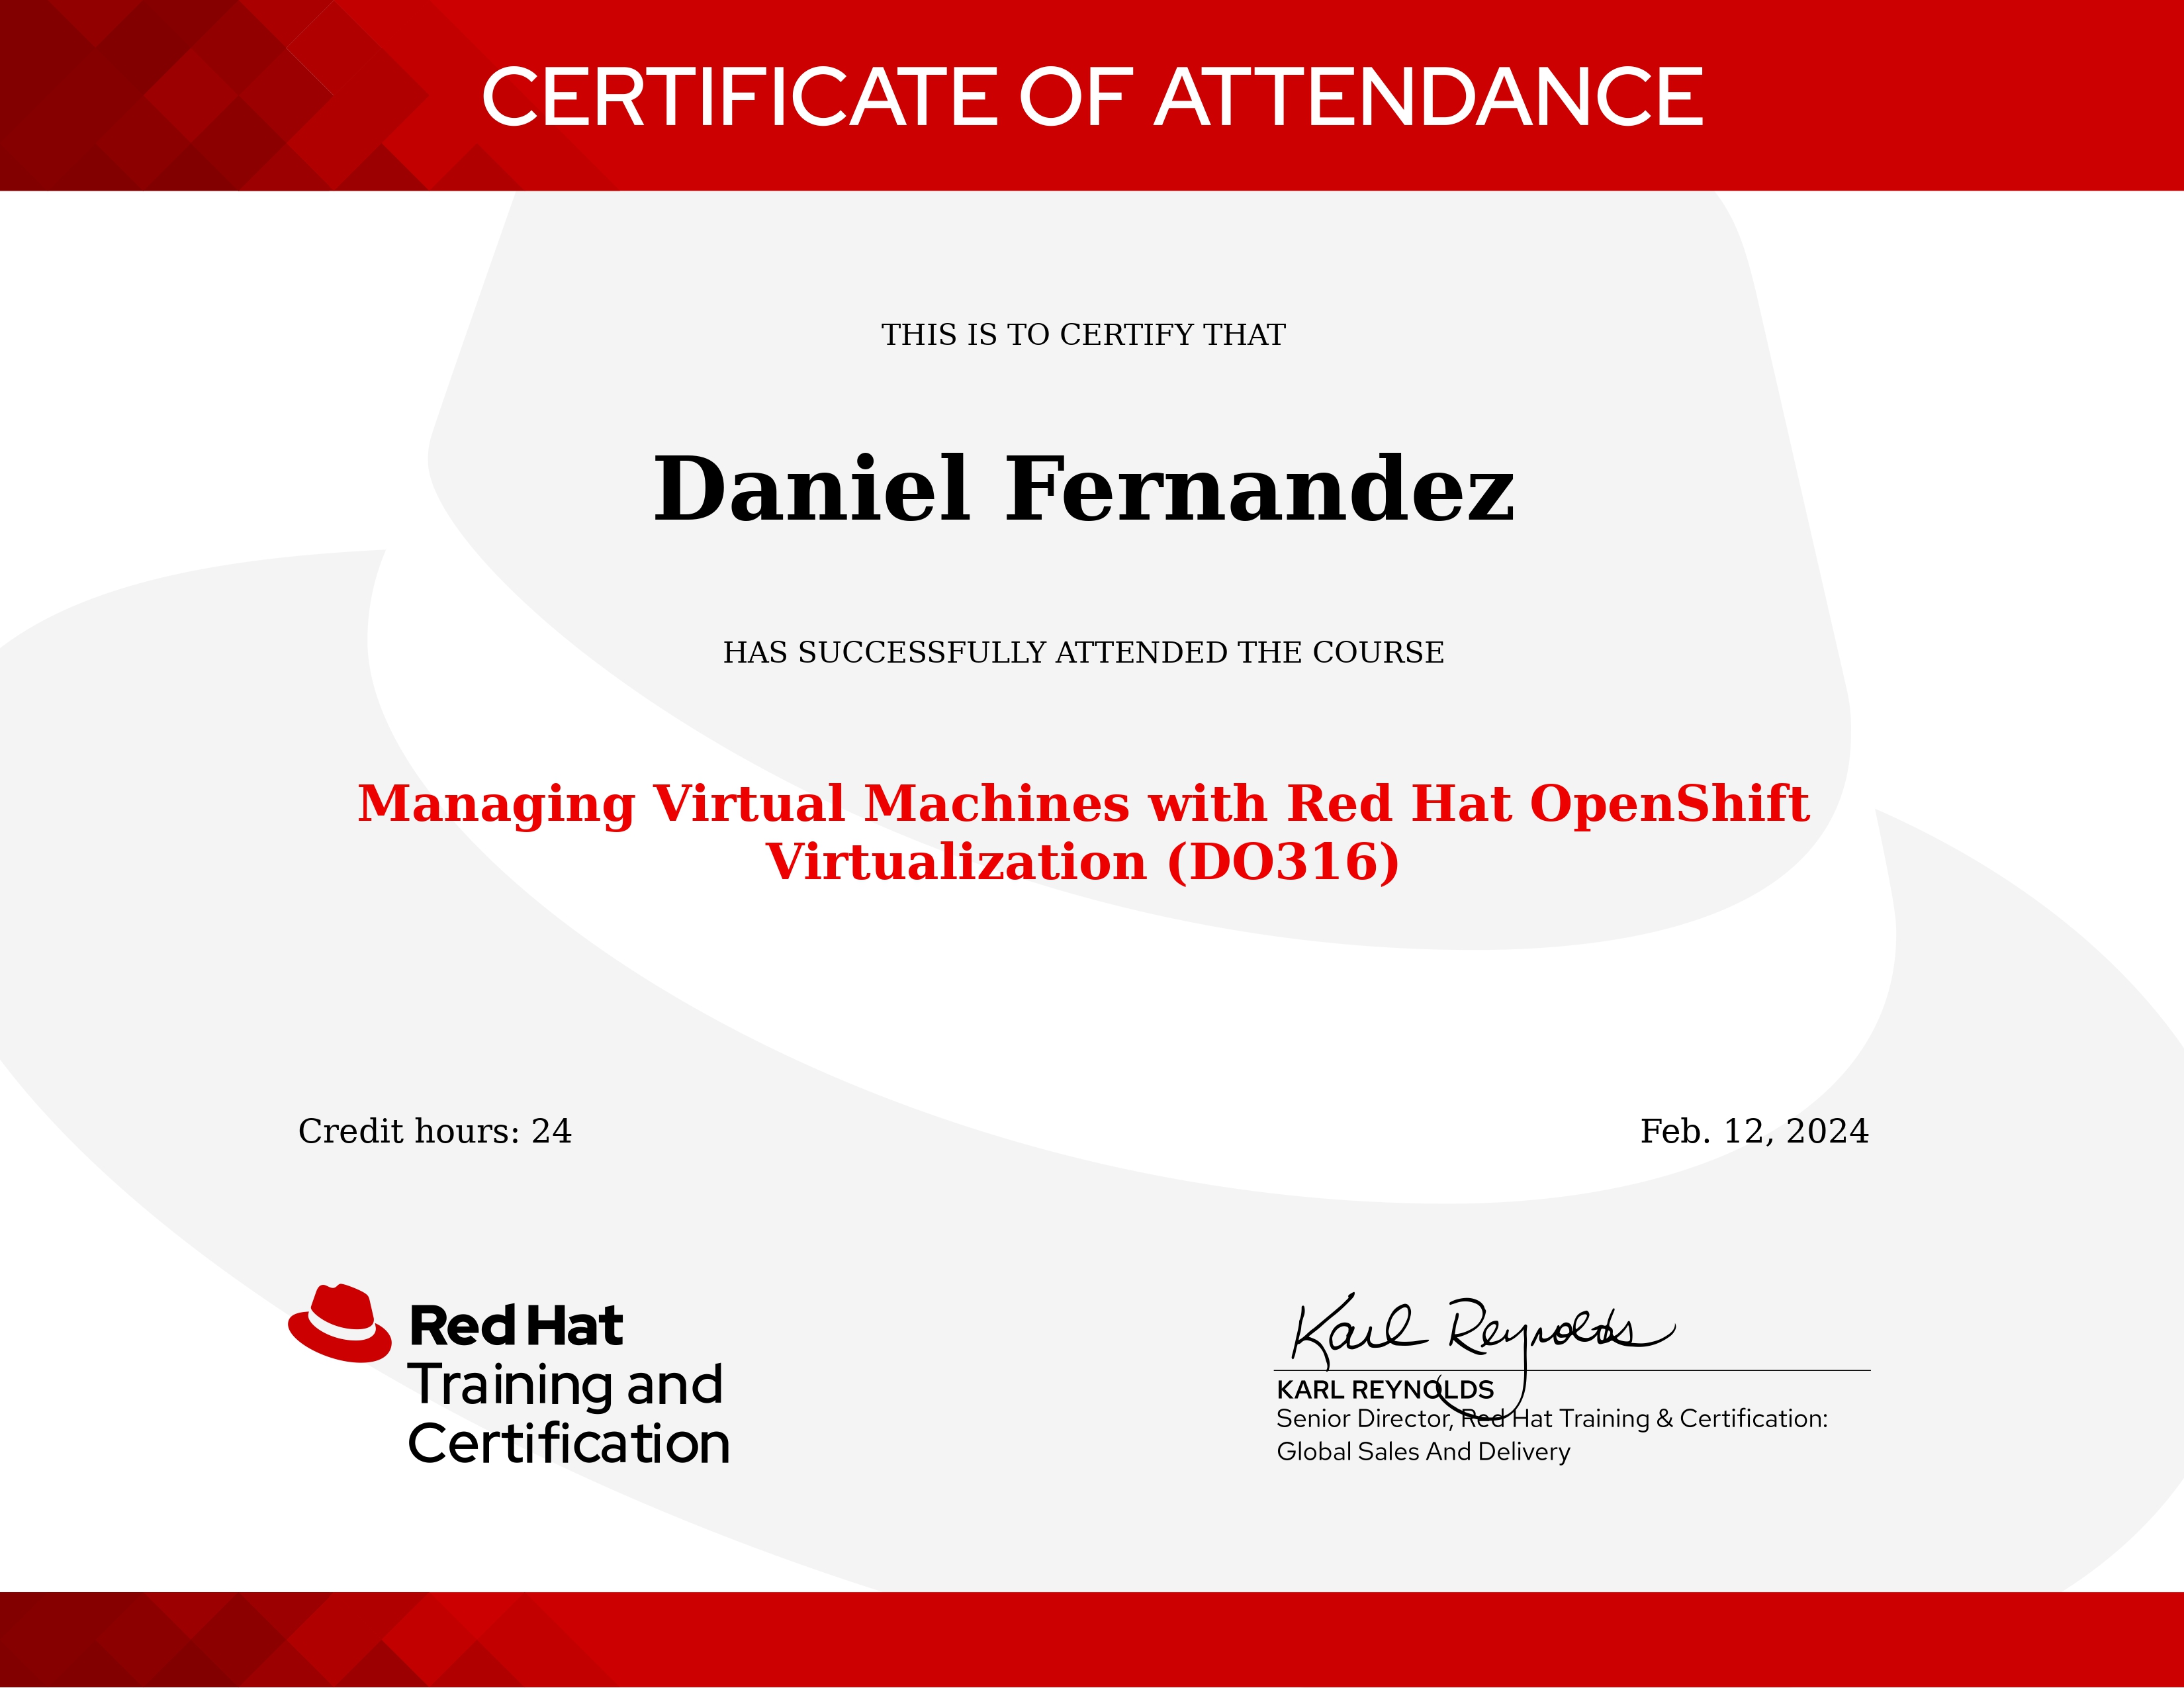 CERTIFICATE OF ATTENDANCE
THIS IS TO CERTIFY THAT
Daniel Fernandez
HAS SUCCESSFULLY ATTENDED THE COURSE
Managing Virtual Machines with Red Hat OpenShift
Virtualization (DO316)
Credit hours: 24
Feb. 12, 2024
Red Hat
Training and
Certification
Karl Reynolds
KARL REYNOLDS
Senior Director, Red Hat Training & Certification:
Global Sales And Delivery